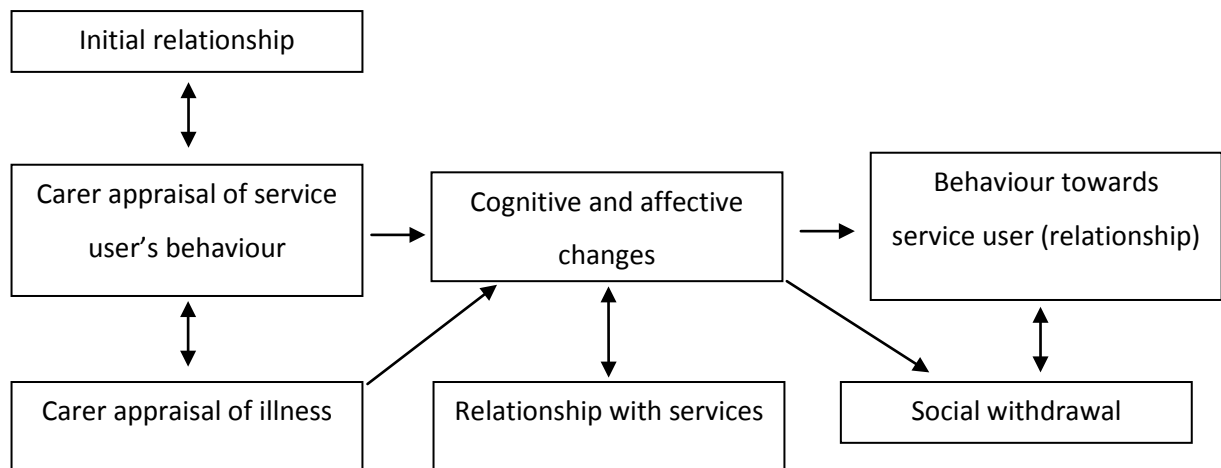 Initial relationship
Carer appraisal of service
user’s behaviour
Cognitive and affective
changes
Behaviour towards
service user (relationship)
Carer appraisal of illness
Relationship with services
Social withdrawal